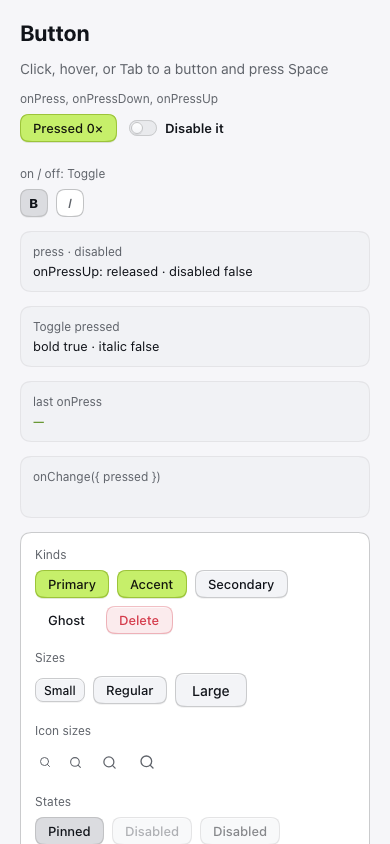 Button
Click, hover, or Tab to a button and press Space
onPress, onPressDown, onPressUp
Pressed 0× Disable it
on / off: Toggle
B I
press · disabled
onPressUp: released · disabled false
Toggle pressed
bold true · italic false
last onPress
—
onChange({ pressed })
Kinds
Primary Accent Secondary
Ghost Delete
Sizes
Small Regular Large
Icon sizes
States
Pinned Disabled Disabled